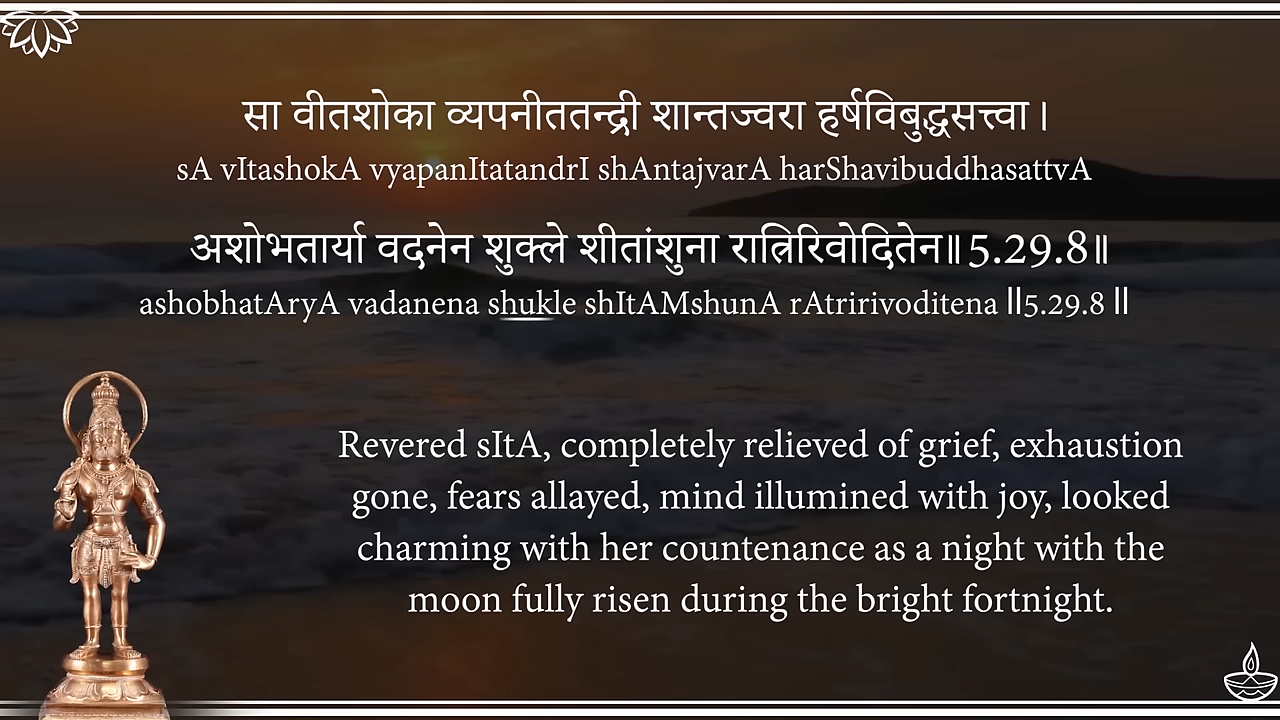 सा वीतशोका व्यपनीततन्द्री शान्तज्वरा हर्षविबुद्धसत्त्वा।
sA vItashokA vyapanItatandrI shAntajvarA harShavibuddhasattvA
अशोभतार्या वदनेन शुक्ले शीतांशुना रात्रिरिवोदितेन॥5.29.8॥
ashobhatAryA vadanena shukle shItAMshunA rAtririvoditena ||5.29.8 ||
Revered sItA, completely relieved of grief, exhaustion
gone, fears allayed, mind illumined with joy, looked
charming with her countenance as a night with the
moon fully risen during the bright fortnight.